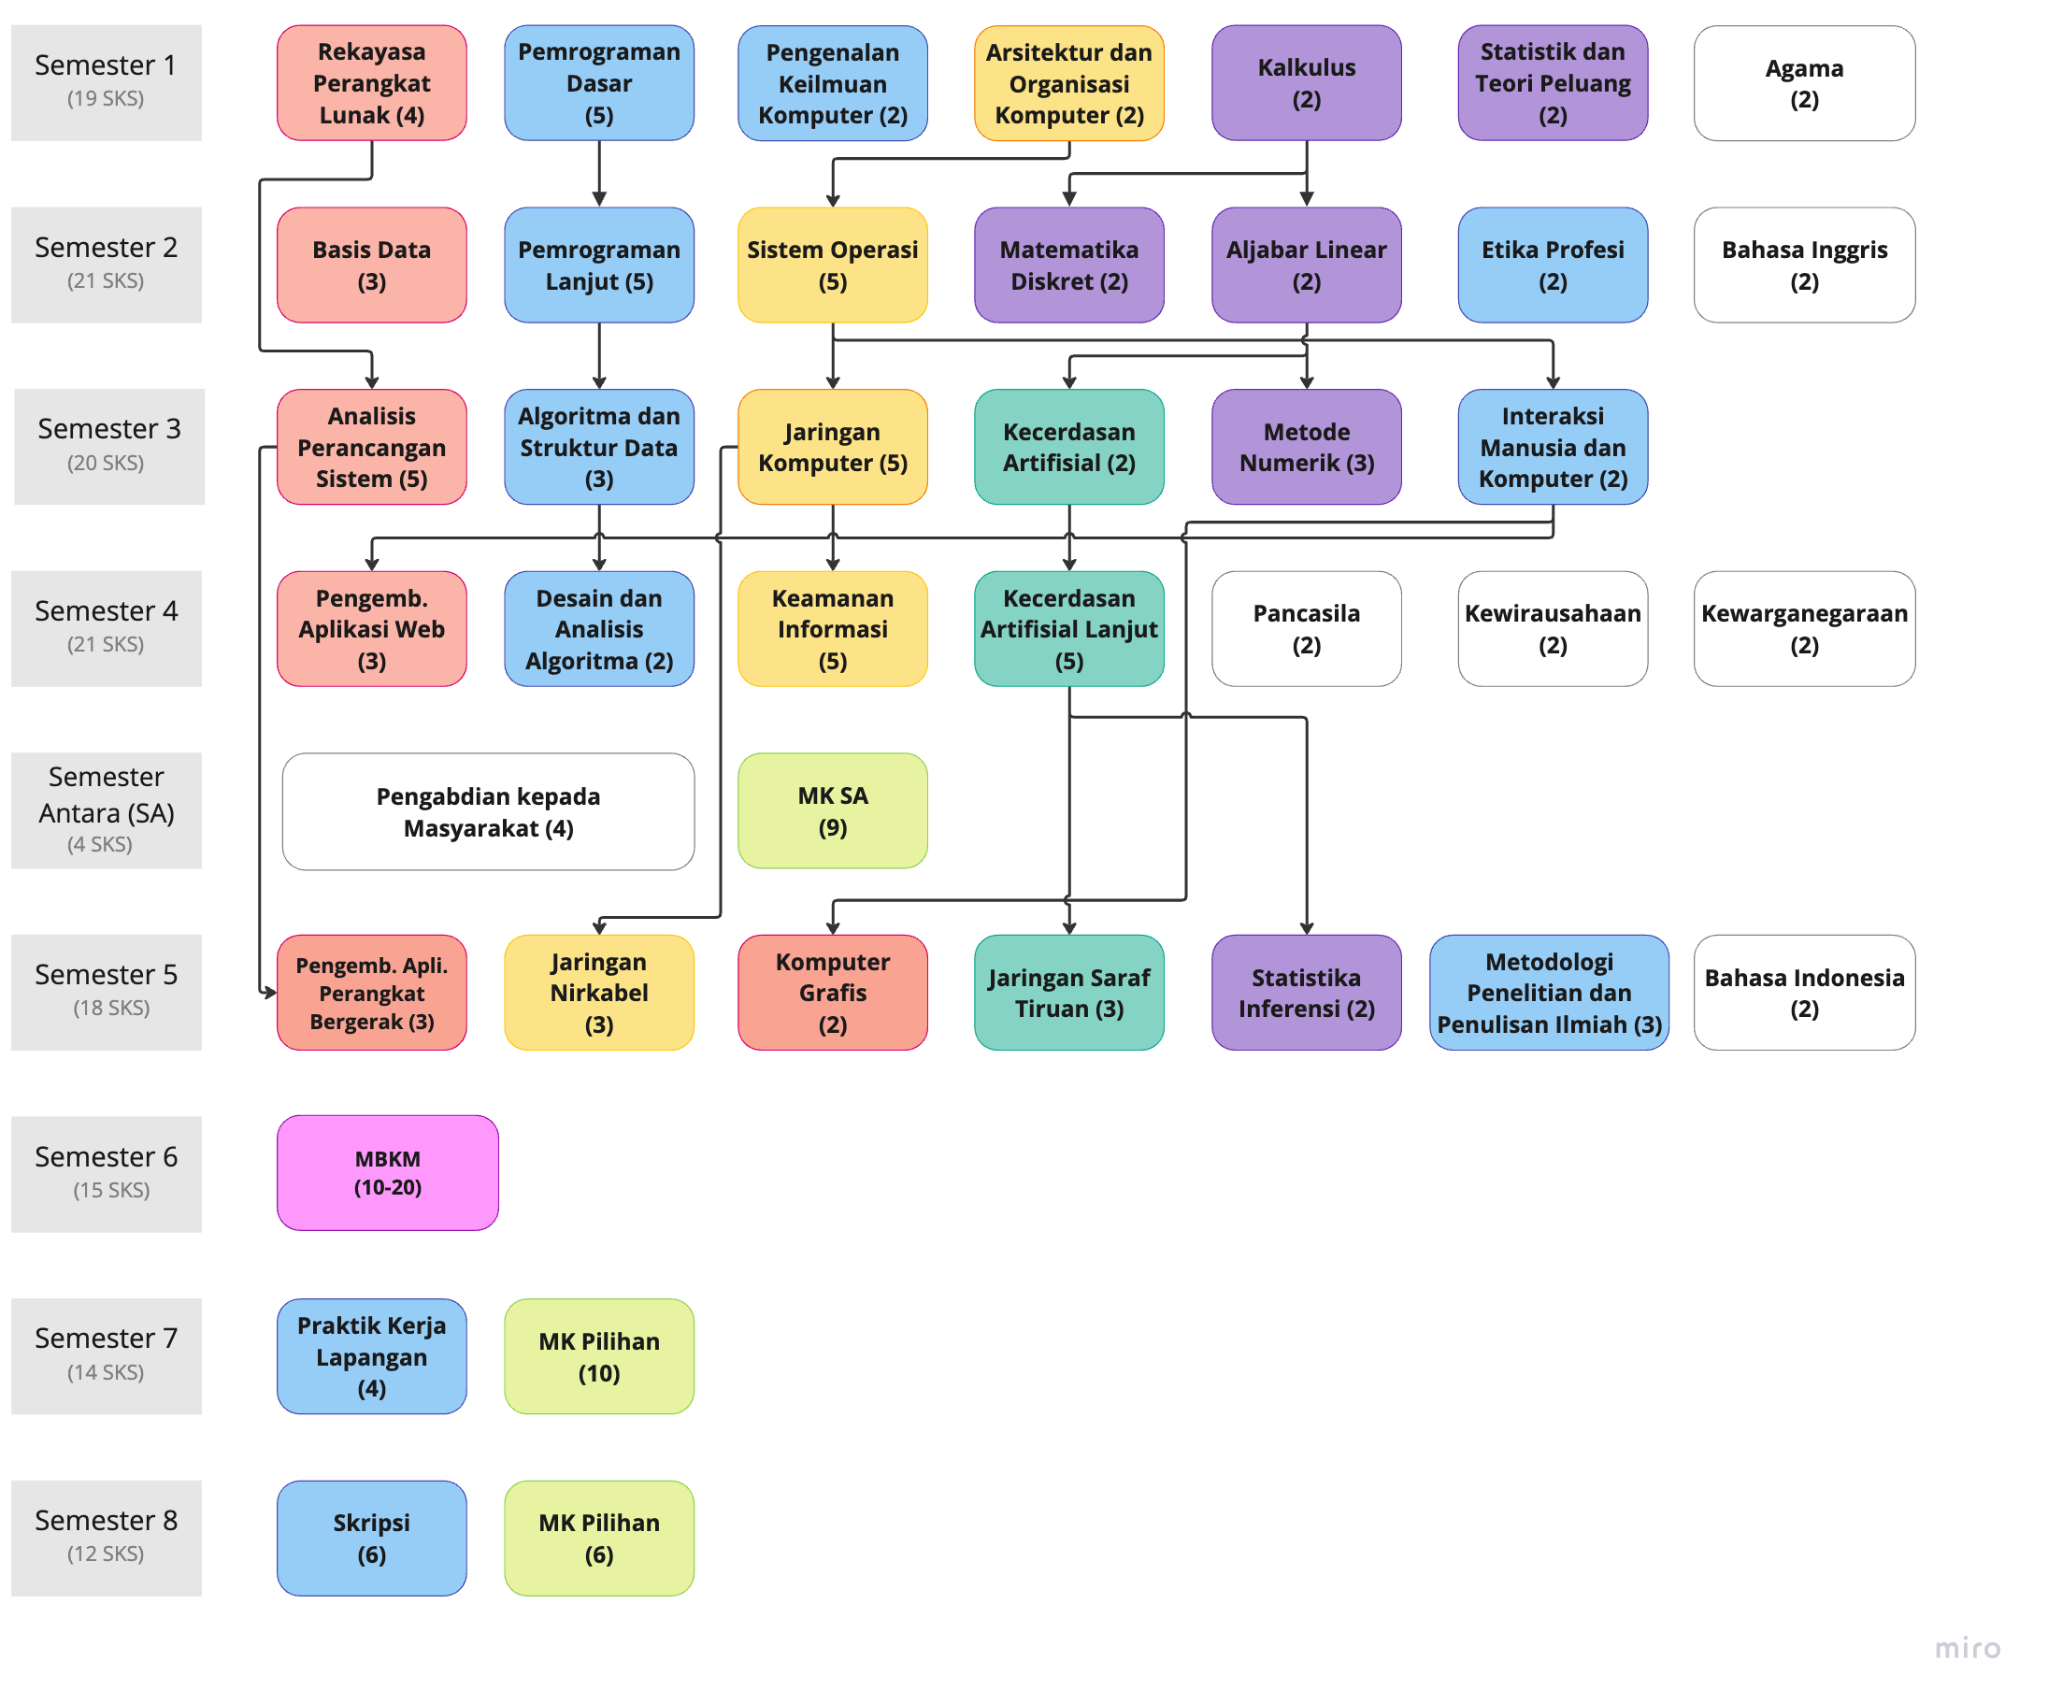 Semester 1
(19 SKS)
Rekayasa
Perangkat
Lunak (4)
Pemrograman
Dasar
(5)
Pengenalan
Keilmuan
Komputer (2)
Arsitektur dan
Organisasi
Komputer (2)
Kalkulus
(2)
Statistik dan
Teori Peluang
(2)
Agama
(2)
Semester 2
(21 SKS)
Basis Data
(3)
Pemrograman
Lanjut (5)
Sistem Operasi
(5)
Matematika
Diskret (2)
Aljabar Linear
(2)
Etika Profesi
(2)
Bahasa Inggris
(2)
Semester 3
(20 SKS)
Analisis
Perancangan
Sistem (5)
Algoritma dan
Struktur Data
(3)
Jaringan
Komputer (5)
Kecerdasan
Artifisial (2)
Metode
Numerik (3)
Interaksi
Manusia dan
Komputer (2)
Semester 4
(21 SKS)
Pengemb.
Aplikasi Web
(3)
Desain dan
Analisis
Algoritma (2)
Keamanan
Informasi
(5)
Kecerdasan
Artifisial Lanjut
(5)
Pancasila
(2)
Kewirausahaan
(2)
Kewarganegaraan
(2)
Semester
Antara (SA)
(4 SKS)
Pengabdian kepada
Masyarakat (4)
MK SA
(9)
Semester 5
(18 SKS)
Pengemb. Apli.
Perangkat
Bergerak (3)
Jaringan
Nirkabel
(3)
Komputer
Grafis
(2)
Jaringan Saraf
Tiruan (3)
Statistika
Inferensi (2)
Metodologi
Penelitian dan
Penulisan Ilmiah (3)
Bahasa Indonesia
(2)
Semester 6
(15 SKS)
MBKM
(10-20)
Semester 7
(14 SKS)
Praktik Kerja
Lapangan
(4)
MK Pilihan
(10)
Semester 8
(12 SKS)
Skripsi
(6)
MK Pilihan
(6)
miro